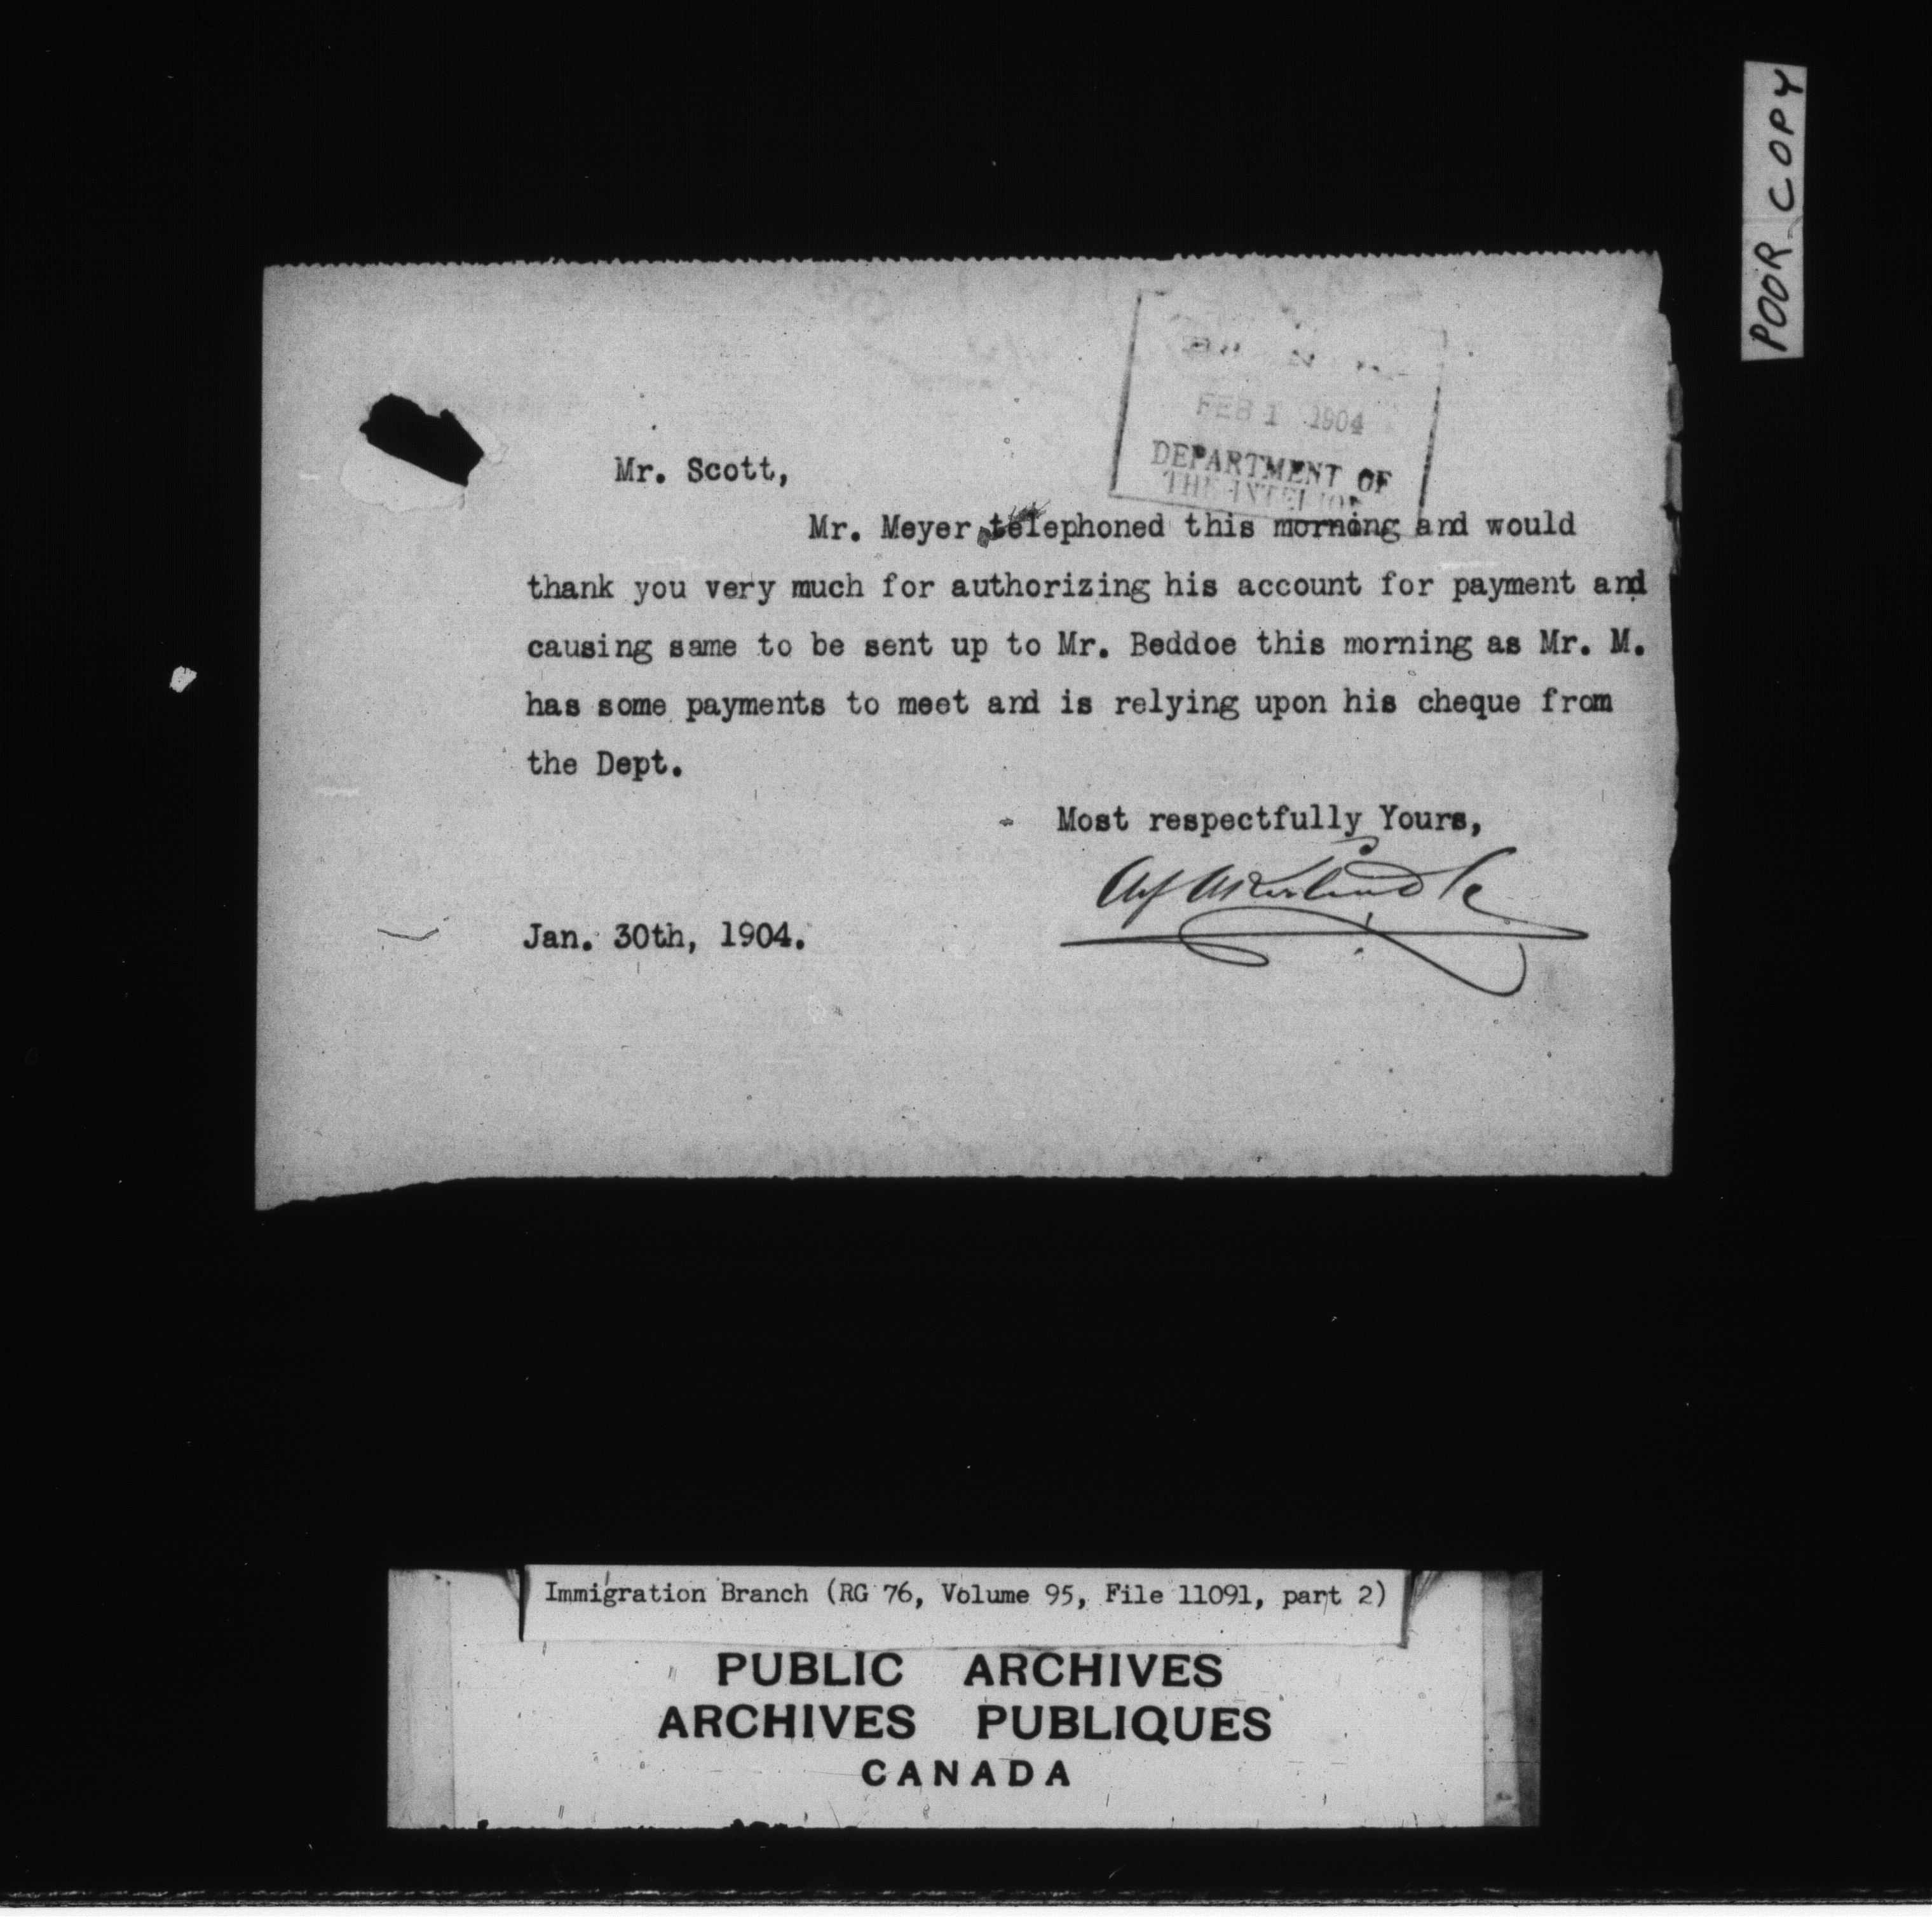 POOR COPY
FEB 1 1904
DEPARTMENT OF
THE INTERIOR
Mr. Scott,
Mr. Meyer telephoned this morning and would
thank you very much for authorizing his account for payment and
causing same to be sent up to Mr. Beddoe this morning as Mr. M.
has some payments to meet and is relying upon his cheque from
the Dept.
Most respectfully Yours,
Jan. 30th, 1904.
Immigration Branch (RG 76, Volume 95, File 11091, part 2)
PUBLIC ARCHIVES
ARCHIVES PUBLIQUES
CANADA